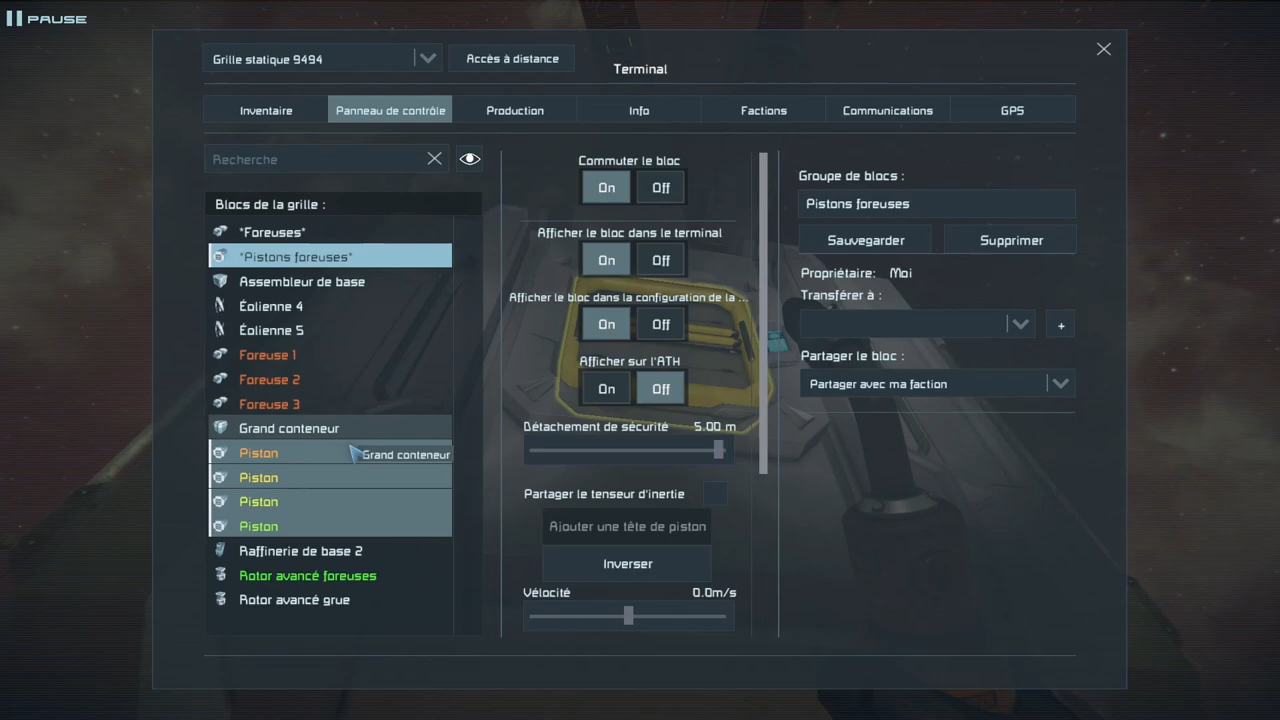 PAUSE
Grille statique 9494
Accès à distance
Terminal
Inventaire
Panneau de contrôle
Production
Info
Factions
Communications
GPS
Recherche
Blocs de la grille :
*Foreuses*
*Pistons foreuses*
Assembleur de base
Éolienne 4
Éolienne 5
Foreuse 1
Foreuse 2
Foreuse 3
Grand conteneur
Piston
Grand conteneur
Piston
Piston
Piston
Raffinerie de base 2
Rotor avancé foreuses
Rotor avancé grue
Commuter le bloc
On Off
Afficher le bloc dans le terminal
On Off
Afficher le bloc dans la configuration de la ...
On Off
Afficher sur l'ATH
On Off
Détachement de sécurité 5.00 m
Partager le tenseur d'inertie
Ajouter une tête de piston
Inverser
Vélocité 0.0m/s
Groupe de blocs :
Pistons foreuses
Sauvegarder
Supprimer
Propriétaire: Moi
Transférer à :
+
Partager le bloc :
Partager avec ma faction